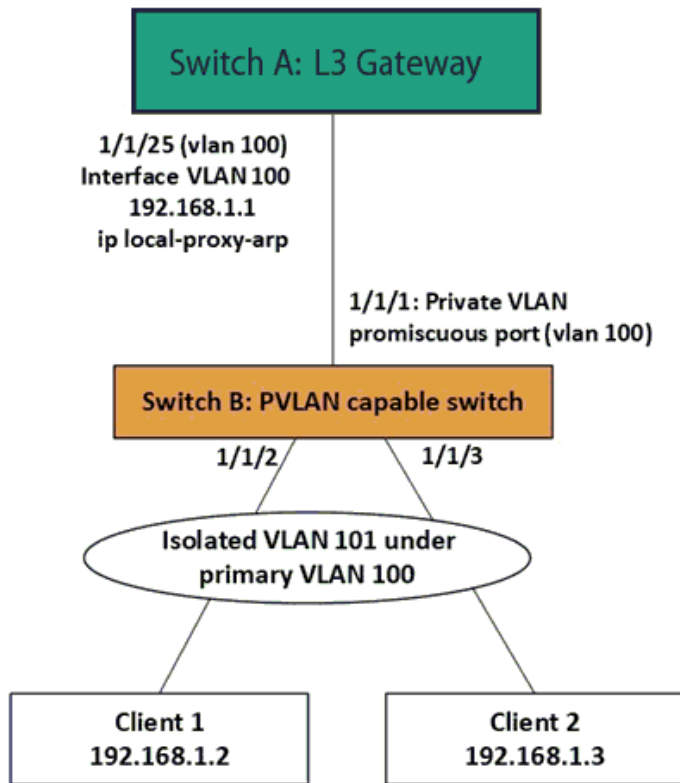 Switch A: L3 Gateway
1/1/25 (vlan 100)
Interface VLAN 100
192.168.1.1
ip local-proxy-arp
1/1/1: Private VLAN
promiscuous port (vlan 100)
Switch B: PVLAN capable switch
1/1/2
1/1/3
Isolated VLAN 101 under
primary VLAN 100
Client 1
192.168.1.2
Client 2
192.168.1.3